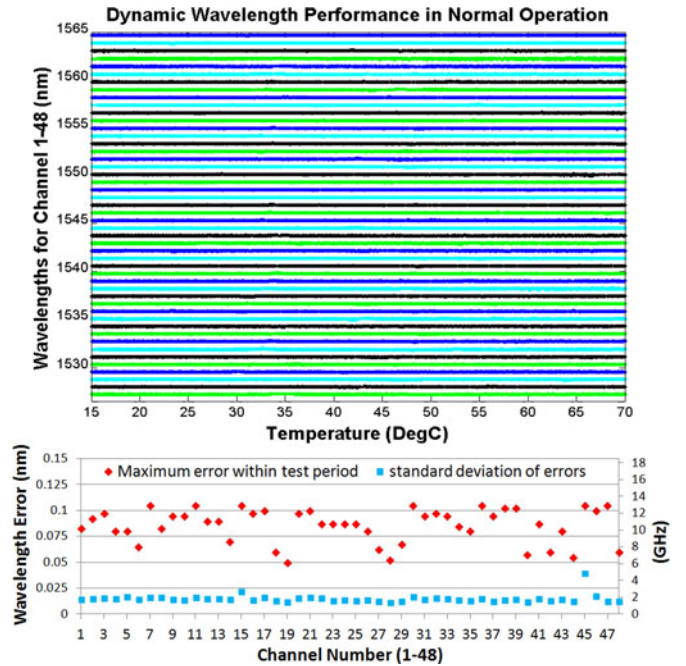 Dynamic Wavelength Performance in Normal Operation
Wavelengths for Channel 1-48 (nm)
1565
1560
1555
1550
1545
1540
1535
1530
15 20 25 30 35 40 45 50 55 60 65 70
Temperature (DegC)
Wavelength Error (nm)
0.15
0.125
0.1
0.075
0.05
0.025
0
Maximum error within test period
standard deviation of errors
18
16
14
12
10
8
6
4
2
0
(GHz)
1 3 5 7 9 11 13 15 17 19 21 23 25 27 29 31 33 35 37 39 41 43 45 47
Channel Number (1-48)